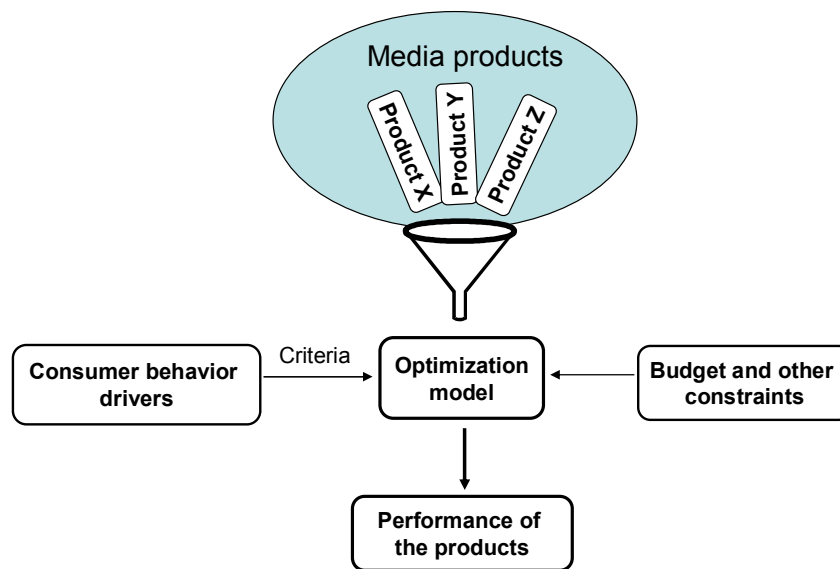 Media products
Product X
Product Y
Product Z
Consumer behavior
drivers
Criteria
Optimization
model
Budget and other
constraints
Performance of
the products